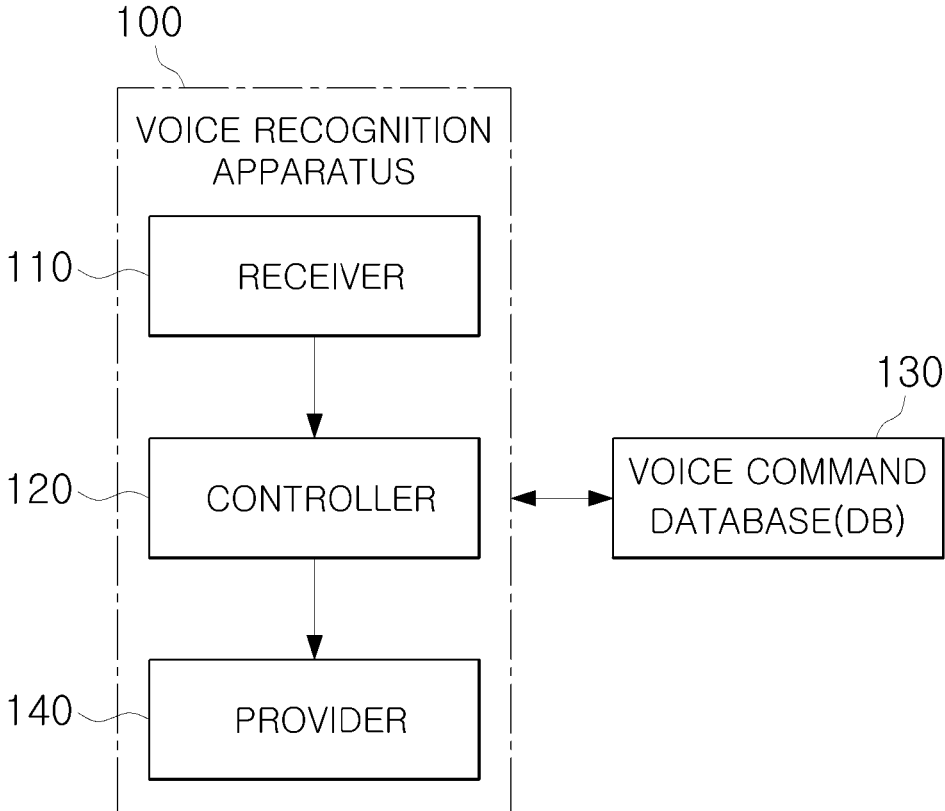 100
VOICE RECOGNITION
APPARATUS
110
RECEIVER
130
120
CONTROLLER
VOICE COMMAND
DATABASE(DB)
140
PROVIDER